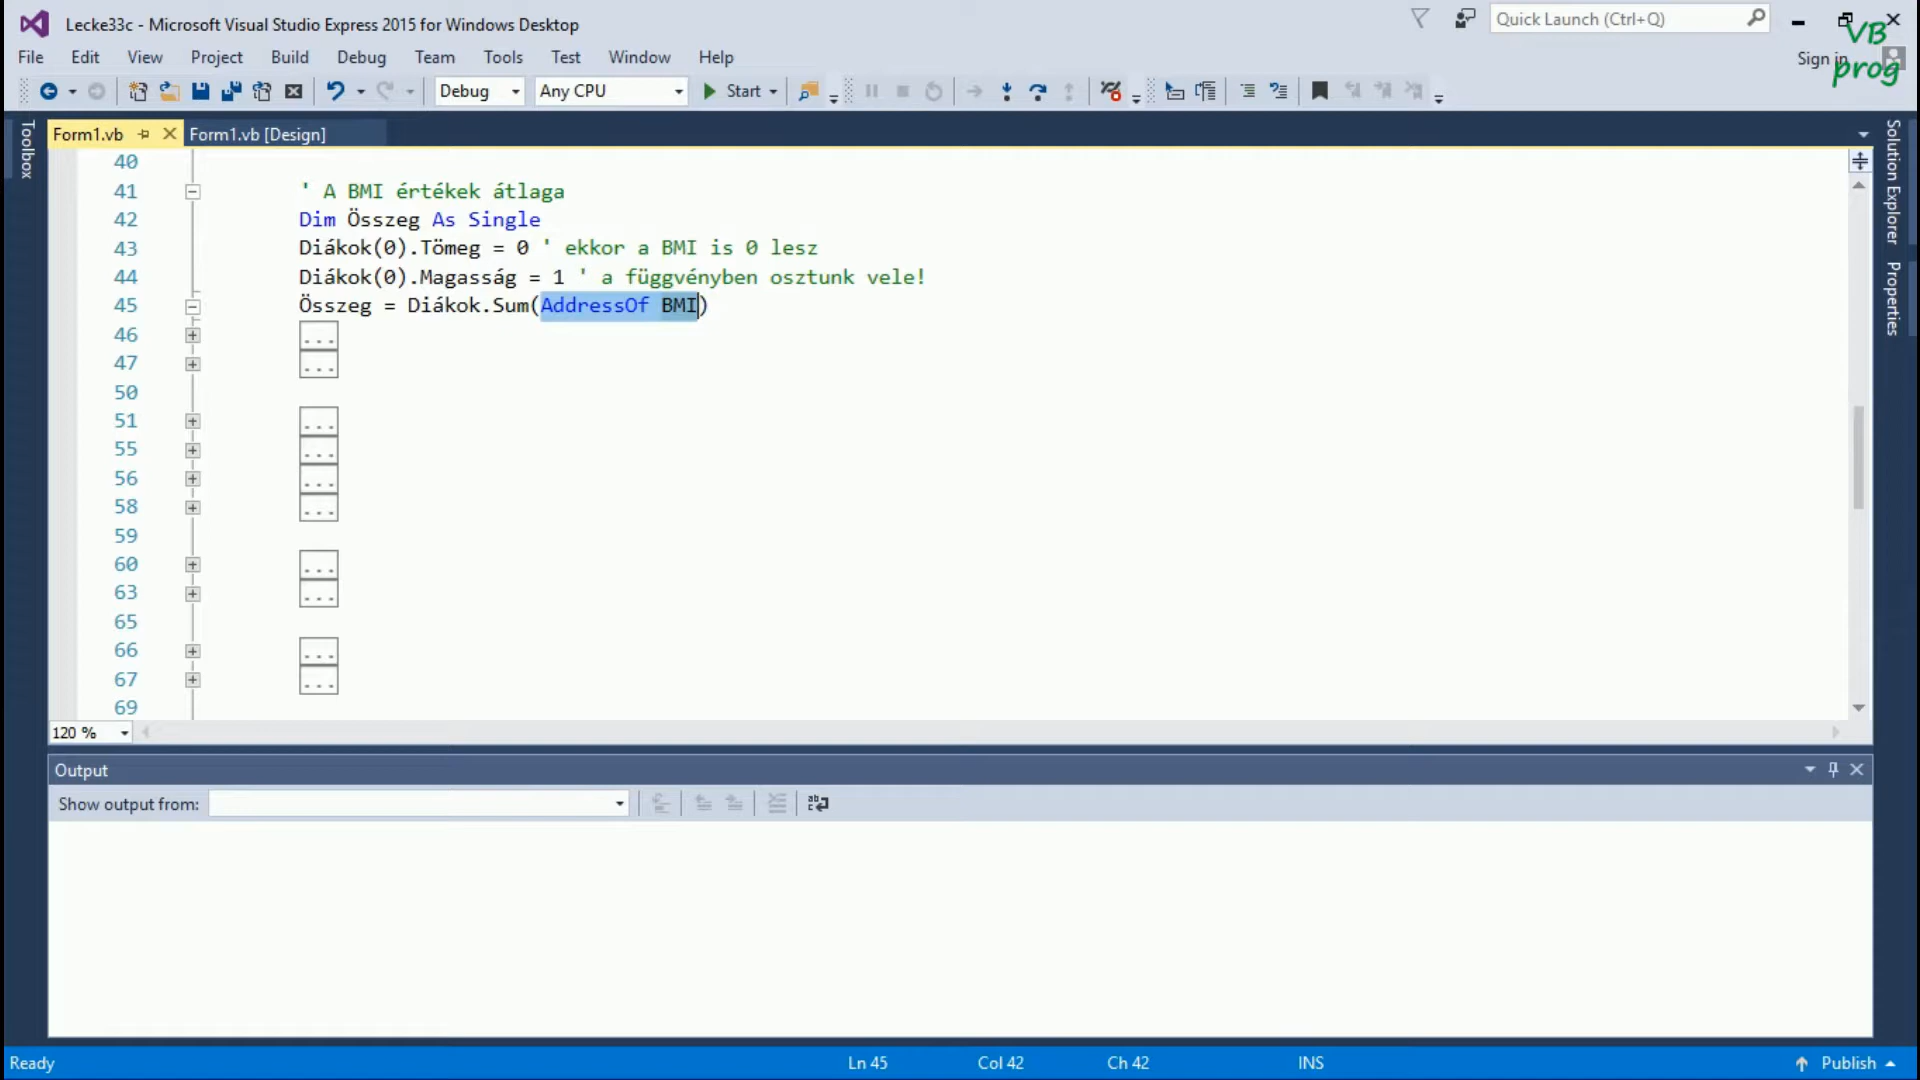 Lecke33c - Microsoft Visual Studio Express 2015 for Windows Desktop
Quick Launch (Ctrl+Q)
VB
prog
File Edit View Project Build Debug Team Tools Test Window Help
Sign in
Debug Any CPU Start
Toolbox
Form1.vb Form1.vb [Design]
Solution Explorer
Properties
40
41 ' A BMI értékek átlaga
42 Dim Összeg As Single
43 Diákok(0).Tömeg = 0 ' ekkor a BMI is 0 lesz
44 Diákok(0).Magasság = 1 ' a függvényben osztunk vele!
45 Összeg = Diákok.Sum(AddressOf BMI)
46 ...
47 ...
50
51 ...
55 ...
56 ...
58 ...
59
60 ...
63 ...
65
66 ...
67 ...
69
120 %
Output
Show output from:
Ready Ln 45 Col 42 Ch 42 INS Publish